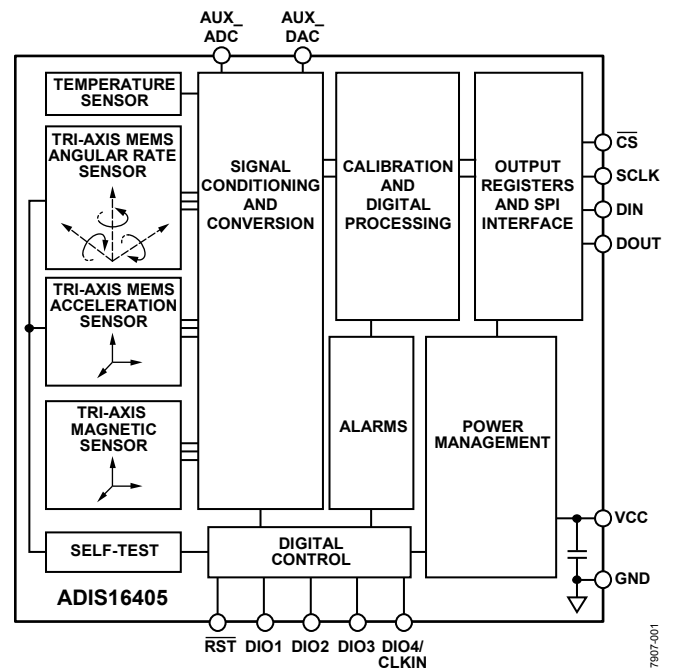 AUX_
ADC
AUX_
DAC
TEMPERATURE
SENSOR
TRI-AXIS MEMS
ANGULAR RATE
SENSOR
TRI-AXIS MEMS
ACCELERATION
SENSOR
TRI-AXIS
MAGNETIC
SENSOR
SELF-TEST
SIGNAL
CONDITIONING
AND
CONVERSION
CALIBRATION
AND
DIGITAL
PROCESSING
OUTPUT
REGISTERS
AND SPI
INTERFACE
CS
SCLK
DIN
DOUT
ALARMS
POWER
MANAGEMENT
DIGITAL
CONTROL
VCC
GND
ADIS16405
RST DIO1 DIO2 DIO3 DIO4/
CLKIN
7907-001